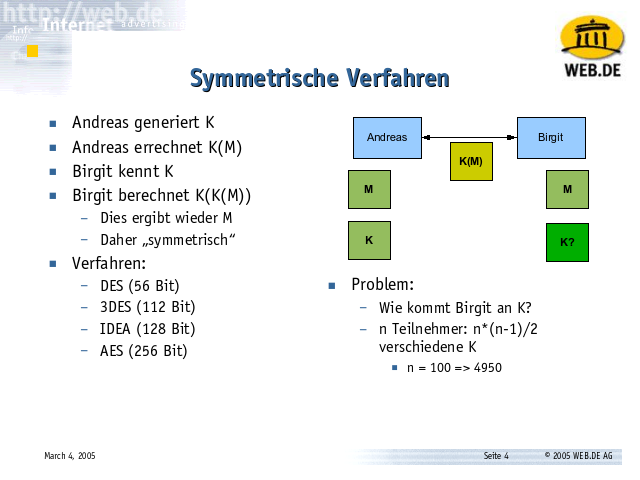 http://web.de
Internet advertising
Info
http://
WEB.DE
Symmetrische Verfahren
Andreas generiert K
Andreas errechnet K(M)
Birgit kennt K
Birgit berechnet K(K(M))
– Dies ergibt wieder M
– Daher „symmetrisch“
Verfahren:
– DES (56 Bit)
– 3DES (112 Bit)
– IDEA (128 Bit)
– AES (256 Bit)
Andreas
Birgit
K(M)
M
M
K
K?
Problem:
– Wie kommt Birgit an K?
– n Teilnehmer: n*(n-1)/2
verschiedene K
n = 100 => 4950
March 4, 2005
Seite 4
© 2005 WEB.DE AG